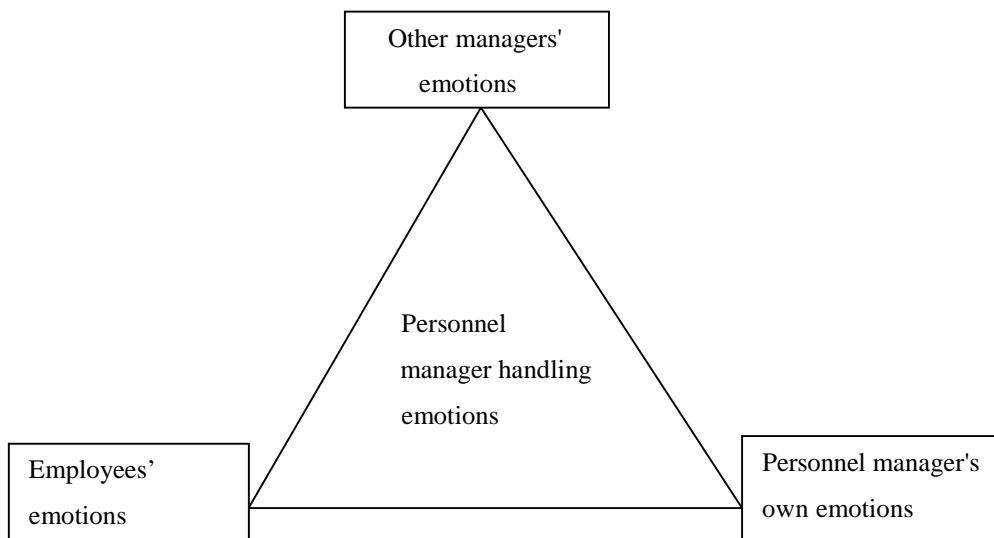 Other managers'
emotions
Personnel
manager handling
emotions
Employees’
emotions
Personnel manager's
own emotions